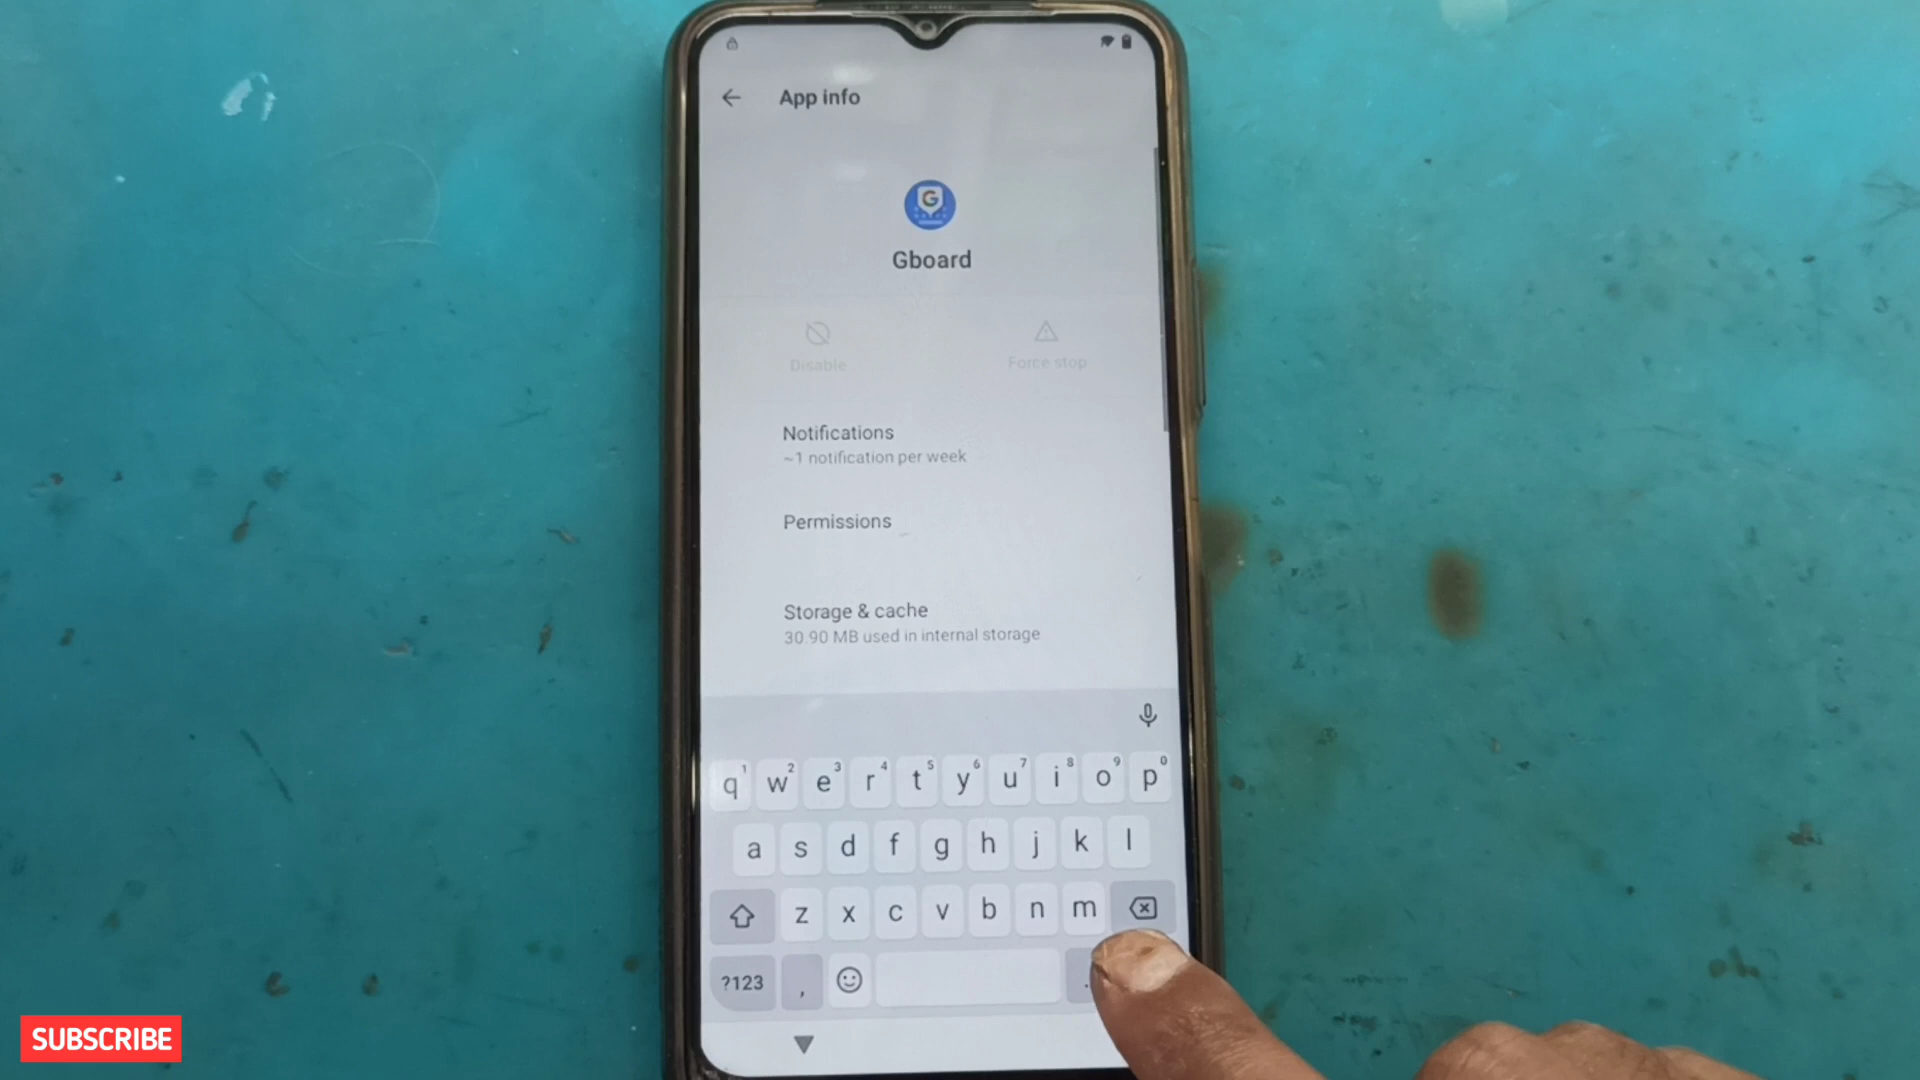 App info
G
Gboard
Disable
Force stop
Notifications
~1 notification per week
Permissions
Storage & cache
30.90 MB used in internal storage
q1 w2 e3 r4 t5 y6 u7 i8 o9 p0
a s d f g h j k l
z x c v b n m
?123 , .
SUBSCRIBE